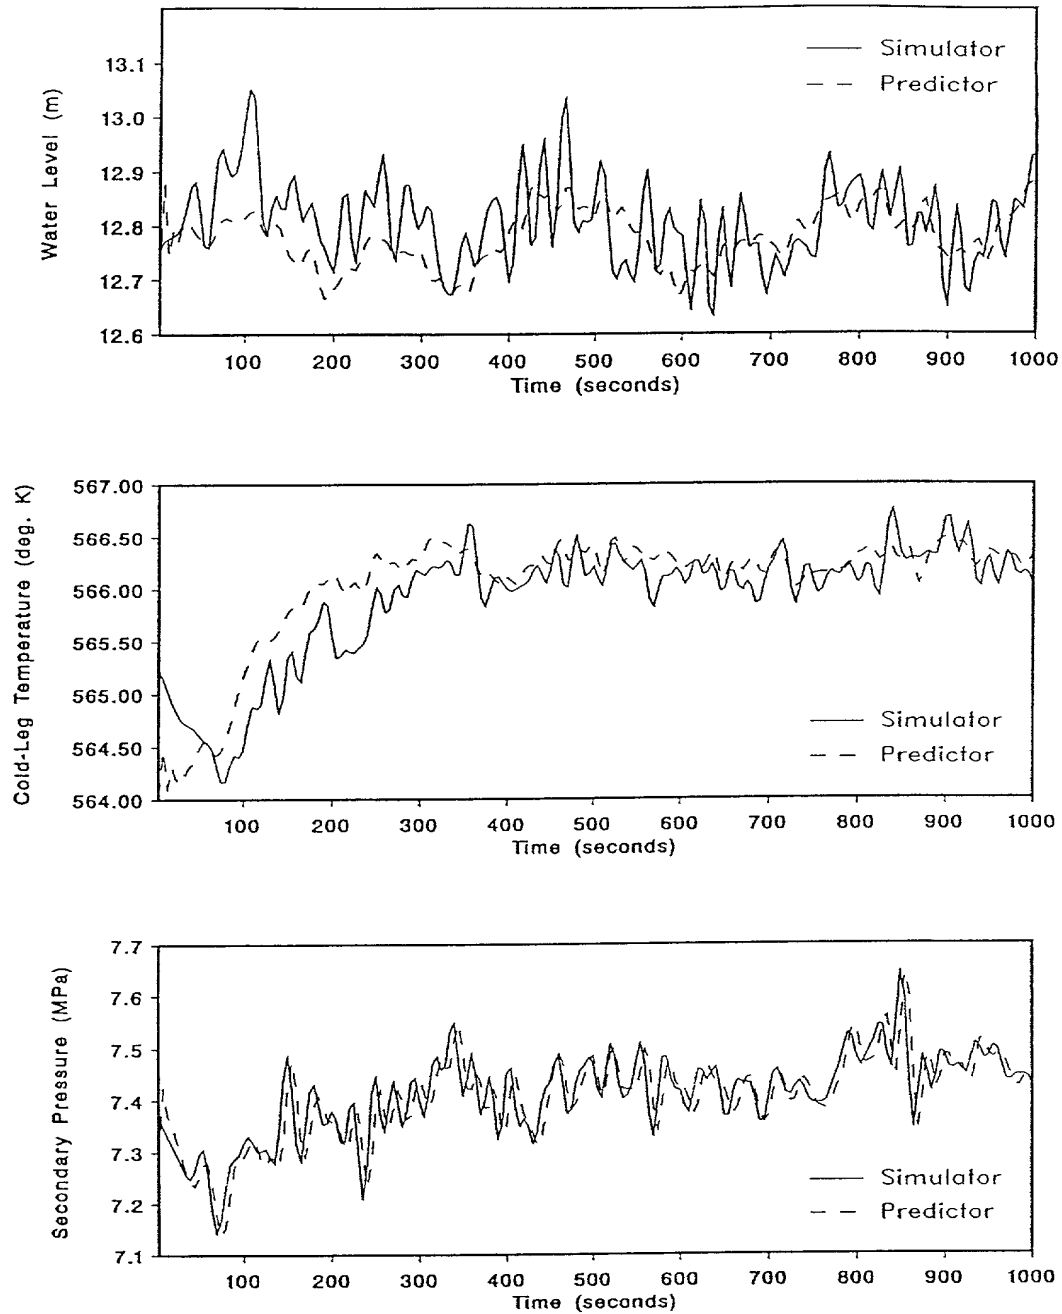 Simulator
Predictor
Water Level (m)
13.1
13.0
12.9
12.8
12.7
12.6
100 200 300 400 500 600 700 800 900 1000
Time (seconds)
Cold-Leg Temperature (deg. K)
567.00
566.50
566.00
565.50
565.00
564.50
564.00
Simulator
Predictor
100 200 300 400 500 600 700 800 900 1000
Time (seconds)
Secondary Pressure (MPa)
7.7
7.6
7.5
7.4
7.3
7.2
7.1
Simulator
Predictor
100 200 300 400 500 600 700 800 900 1000
Time (seconds)